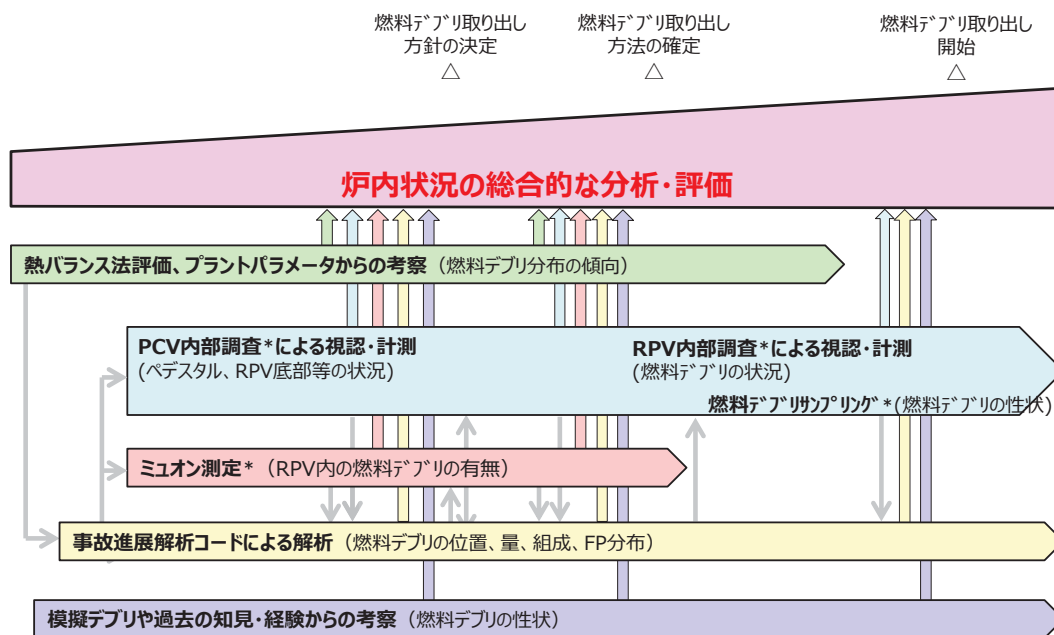 燃料ﾃﾞﾌﾞﾘ取り出し
方針の決定
△
燃料ﾃﾞﾌﾞﾘ取り出し
方法の確定
△
燃料ﾃﾞﾌﾞﾘ取り出し
開始
△
炉内状況の総合的な分析・評価
熱バランス法評価、プラントパラメータからの考察（燃料デブリ分布の傾向）
PCV内部調査*による視認・計測
(ペデスタル、RPV底部等の状況)
RPV内部調査*による視認・計測
(燃料ﾃﾞﾌﾞﾘの状況)
燃料ﾃﾞﾌﾞﾘｻﾝﾌﾟﾘﾝｸﾞ*(燃料ﾃﾞﾌﾞﾘの性状)
ミュオン測定*（RPV内の燃料ﾃﾞﾌﾞﾘの有無）
事故進展解析コードによる解析（燃料デブリの位置、量、組成、FP分布）
模擬デブリや過去の知見・経験からの考察（燃料デブリの性状）